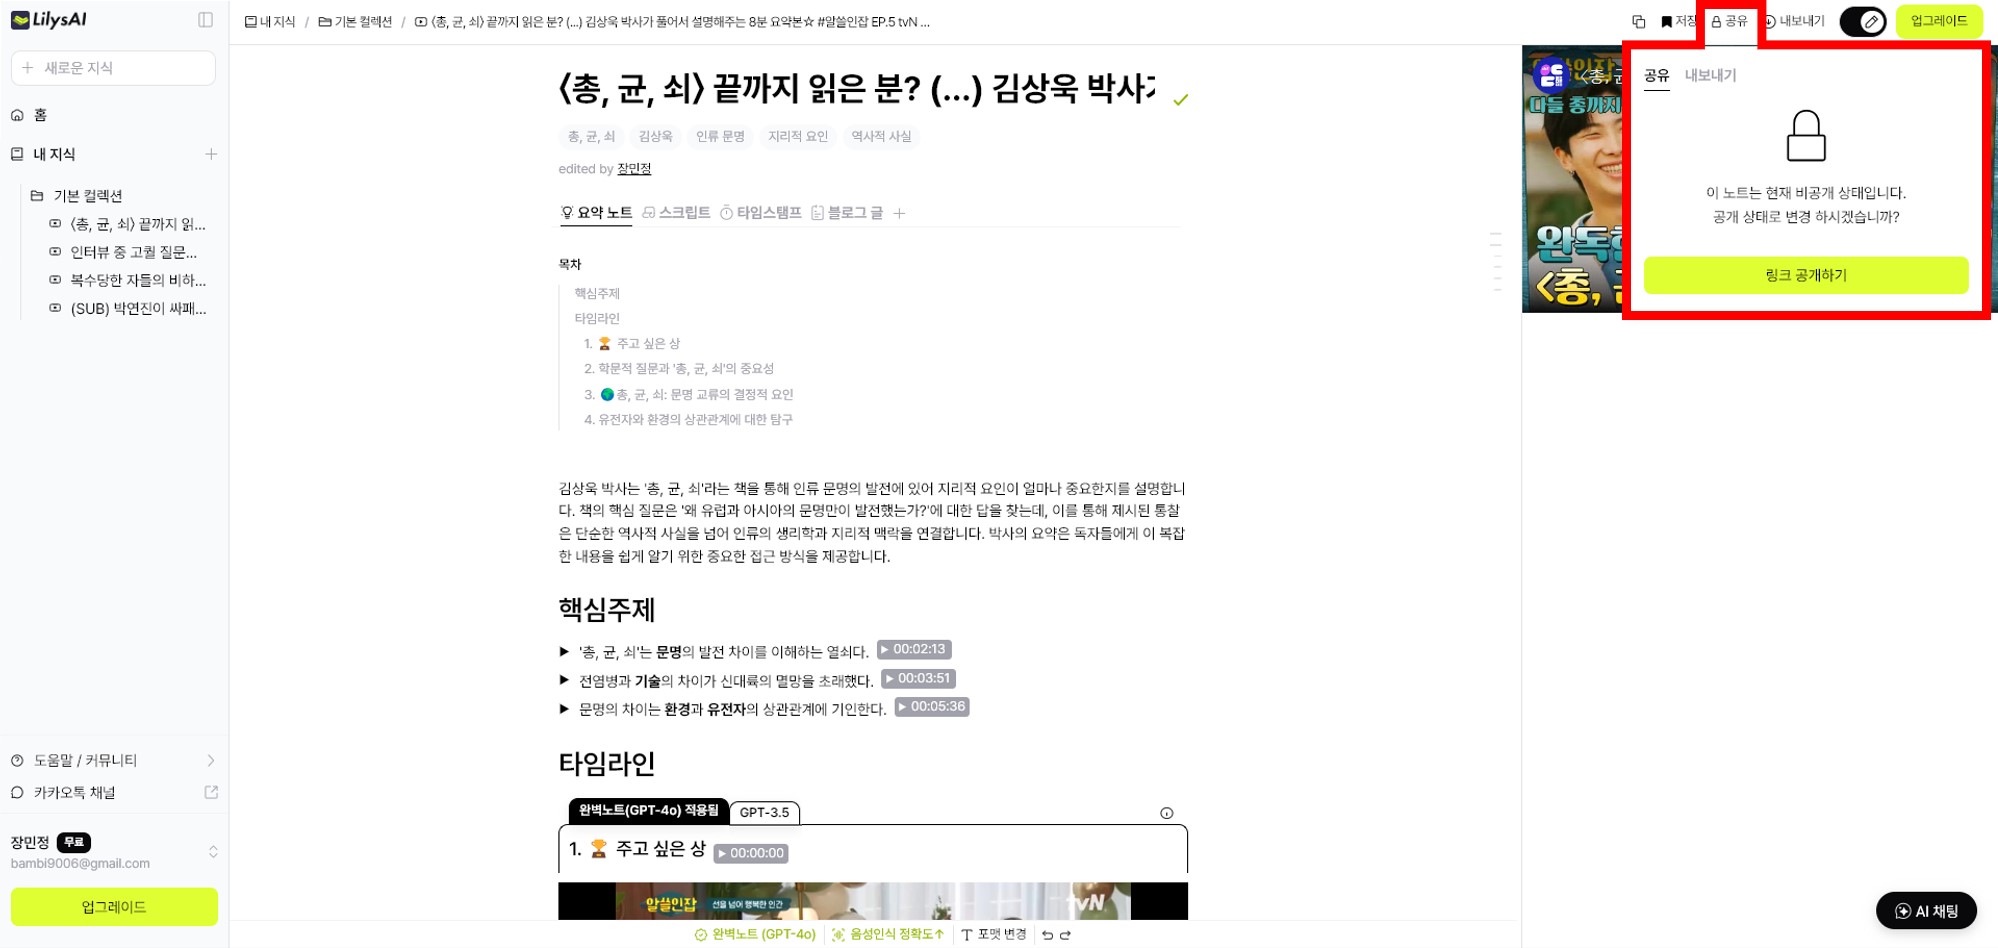 LilysAI
내 지식 / 기본 컬렉션 / 〈총, 균, 쇠〉 끝까지 읽은 분? (...) 김상욱 박사가 풀어서 설명해주는 8분 요약본☆ #알쓸인잡 EP.5 tvN ...
저장
공유
내보내기
업그레이드
새로운 지식
홈
내 지식
기본 컬렉션
〈총, 균, 쇠〉 끝까지 읽...
인터뷰 중 고퀄 질문...
복수당한 자들의 비하...
(SUB) 박연진이 싸패...
도움말 / 커뮤니티
카카오톡 채널
장민정 무료
bambi9006@gmail.com
업그레이드
〈총, 균, 쇠〉 끝까지 읽은 분? (...) 김상욱 박사
총, 균, 쇠 김상욱 인류 문명 지리적 요인 역사적 사실
edited by 장민정
요약 노트 스크립트 타임스탬프 블로그 글
목차
핵심주제
타임라인
1. 🏆 주고 싶은 상
2. 학문적 질문과 '총, 균, 쇠'의 중요성
3. 🌍총, 균, 쇠: 문명 교류의 결정적 요인
4. 유전자와 환경의 상관관계에 대한 탐구
김상욱 박사는 '총, 균, 쇠'라는 책을 통해 인류 문명의 발전에 있어 지리적 요인이 얼마나 중요한지를 설명합니
다. 책의 핵심 질문은 '왜 유럽과 아시아의 문명만이 발전했는가?'에 대한 답을 찾는데, 이를 통해 제시된 통찰
은 단순한 역사적 사실을 넘어 인류의 생리학과 지리적 맥락을 연결합니다. 박사의 요약은 독자들에게 이 복잡
한 내용을 쉽게 알기 위한 중요한 접근 방식을 제공합니다.
핵심주제
▶ '총, 균, 쇠'는 문명의 발전 차이를 이해하는 열쇠다. ▶ 00:02:13
▶ 전염병과 기술의 차이가 신대륙의 멸망을 초래했다. ▶ 00:03:51
▶ 문명의 차이는 환경과 유전자의 상관관계에 기인한다. ▶ 00:05:36
타임라인
완벽노트(GPT-4o) 적용됨 GPT-3.5
1. 🏆 주고 싶은 상 ▶ 00:00:00
알쓸인잡 선을 넘어 행복한 인간 tvN
완벽노트 (GPT-4o) 음성인식 정확도↑ 포맷 변경
〈총, 균
다들 총까지
완독한
〈총,
공유 내보내기
이 노트는 현재 비공개 상태입니다.
공개 상태로 변경 하시겠습니까?
링크 공개하기
AI 채팅